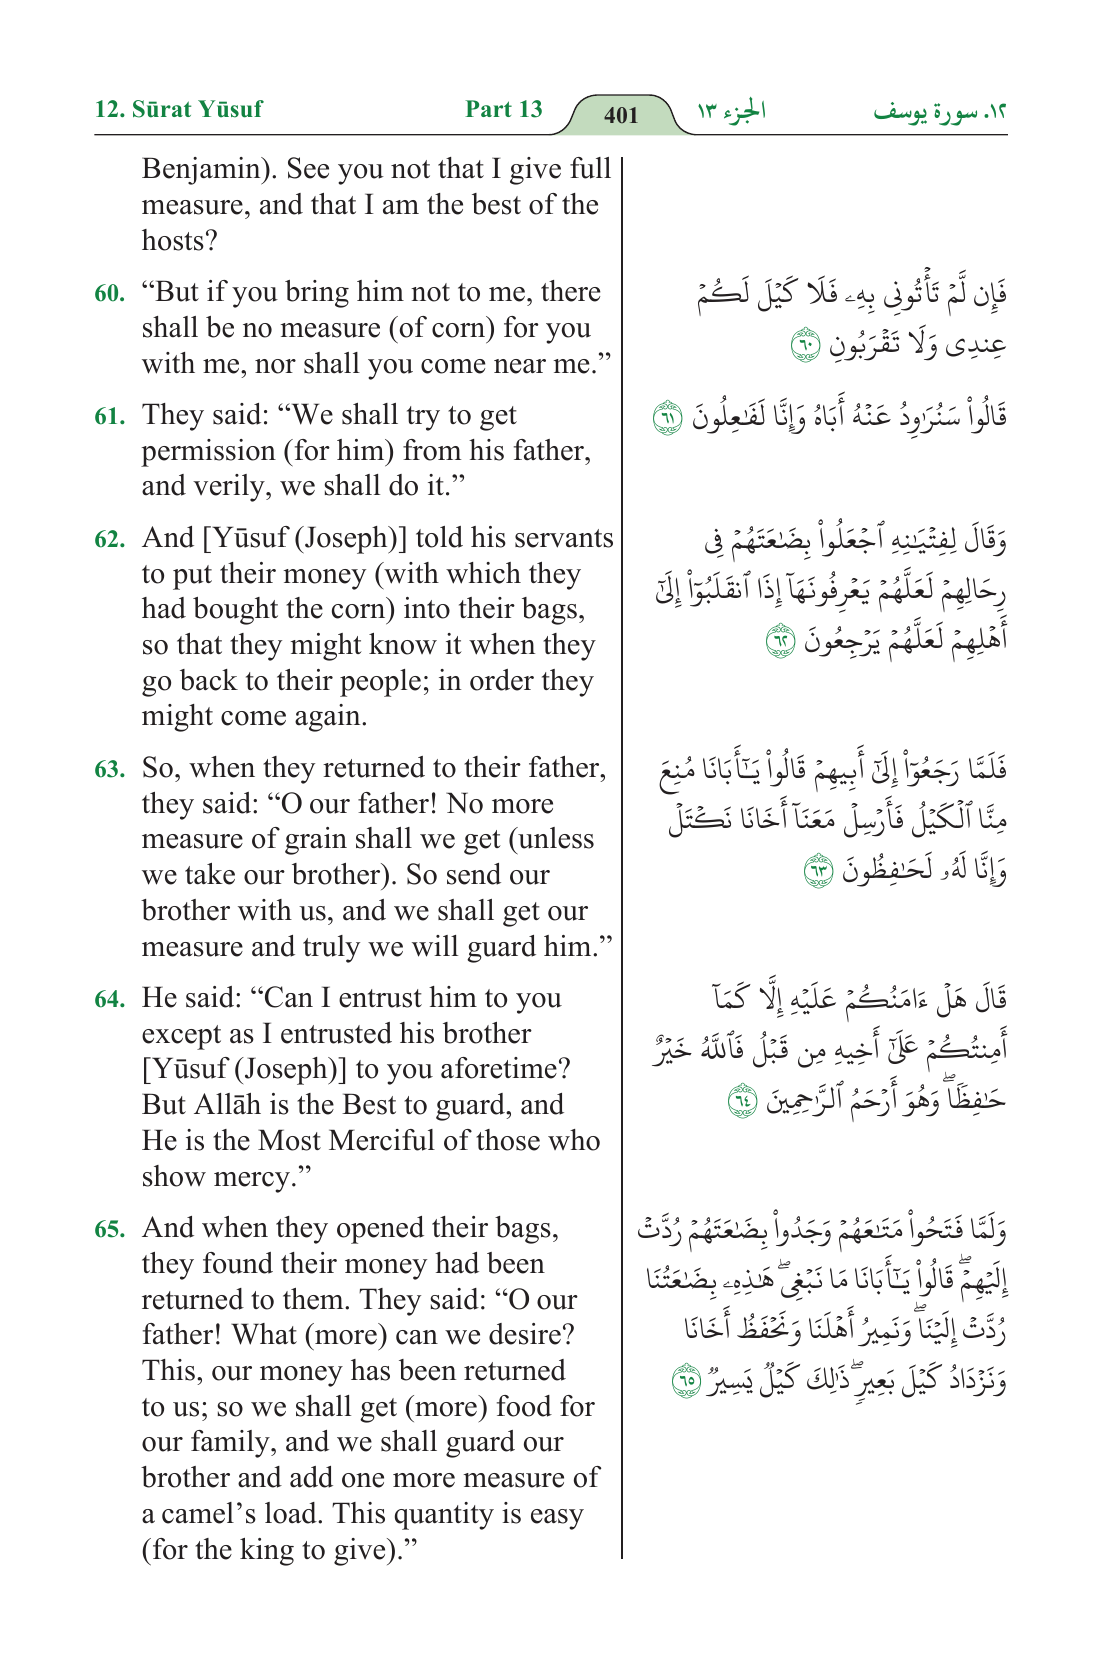 12. Sūrat Yūsuf
Part 13
401
الجزء ١٣
١٢. سورة يوسف
Benjamin). See you not that I give full
measure, and that I am the best of the
hosts?
60. “But if you bring him not to me, there
shall be no measure (of corn) for you
with me, nor shall you come near me.”
فَإِن لَّمْ تَأْتُونِى بِهِۦ فَلَا كَيْلَ لَكُمْ
عِندِى وَلَا تَقْرَبُونِ ٦٠
61. They said: “We shall try to get
permission (for him) from his father,
and verily, we shall do it.”
قَالُوا۟ سَنُرَٰوِدُ عَنْهُ أَبَاهُ وَإِنَّا لَفَـٰعِلُونَ ٦١
62. And [Yūsuf (Joseph)] told his servants
to put their money (with which they
had bought the corn) into their bags,
so that they might know it when they
go back to their people; in order they
might come again.
وَقَالَ لِفِتْيَـٰنِهِ ٱجْعَلُوا۟ بِضَـٰعَتَهُمْ فِى
رِحَالِهِمْ لَعَلَّهُمْ يَعْرِفُونَهَآ إِذَا ٱنقَلَبُوٓا۟ إِلَىٰٓ
أَهْلِهِمْ لَعَلَّهُمْ يَرْجِعُونَ ٦٢
63. So, when they returned to their father,
they said: “O our father! No more
measure of grain shall we get (unless
we take our brother). So send our
brother with us, and we shall get our
measure and truly we will guard him.”
فَلَمَّا رَجَعُوٓا۟ إِلَىٰٓ أَبِيهِمْ قَالُوا۟ يَـٰٓأَبَانَا مُنِعَ
مِنَّا ٱلْكَيْلُ فَأَرْسِلْ مَعَنَآ أَخَانَا نَكْتَلْ
وَإِنَّا لَهُۥ لَحَـٰفِظُونَ ٦٣
64. He said: “Can I entrust him to you
except as I entrusted his brother
[Yūsuf (Joseph)] to you aforetime?
But Allāh is the Best to guard, and
He is the Most Merciful of those who
show mercy.”
قَالَ هَلْ ءَامَنُكُمْ عَلَيْهِ إِلَّا كَمَآ
أَمِنتُكُمْ عَلَىٰٓ أَخِيهِ مِن قَبْلُ فَٱللَّهُ خَيْرٌ
حَـٰفِظًا ۖ وَهُوَ أَرْحَمُ ٱلرَّٰحِمِينَ ٦٤
65. And when they opened their bags,
they found their money had been
returned to them. They said: “O our
father! What (more) can we desire?
This, our money has been returned
to us; so we shall get (more) food for
our family, and we shall guard our
brother and add one more measure of
a camel’s load. This quantity is easy
(for the king to give).”
وَلَمَّا فَتَحُوا۟ مَتَـٰعَهُمْ وَجَدُوا۟ بِضَـٰعَتَهُمْ رُدَّتْ
إِلَيْهِمْ ۖ قَالُوا۟ يَـٰٓأَبَانَا مَا نَبْغِى ۖ هَـٰذِهِۦ بِضَـٰعَتُنَا
رُدَّتْ إِلَيْنَا ۖ وَنَمِيرُ أَهْلَنَا وَنَحْفَظُ أَخَانَا
وَنَزْدَادُ كَيْلَ بَعِيرٍ ۖ ذَٰلِكَ كَيْلٌ يَسِيرٌ ٦٥